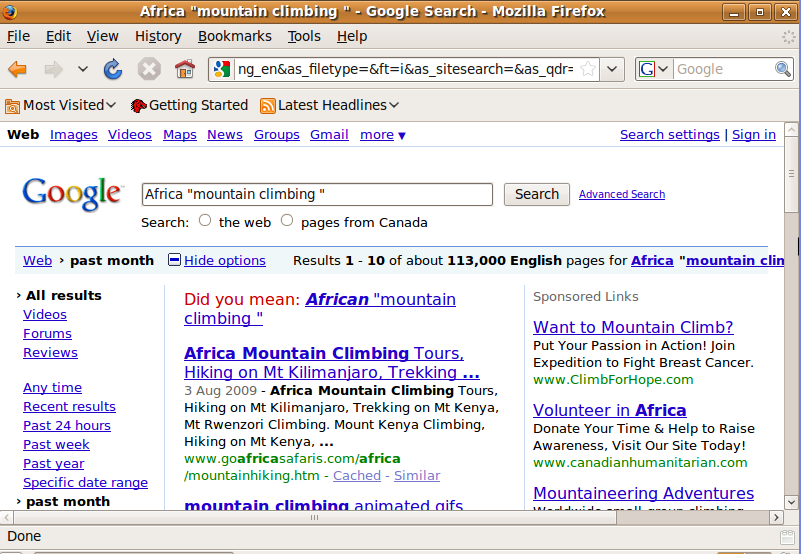 Africa "mountain climbing " - Google Search - Mozilla Firefox
File Edit View History Bookmarks Tools Help
ng_en&as_filetype=&ft=i&as_sitesearch=&as_qdr=
G Google
Most Visited Getting Started Latest Headlines
Web Images Videos Maps News Groups Gmail more ▼ Search settings | Sign in
Google
Africa "mountain climbing "
Search
Advanced Search
Search: the web pages from Canada
Web › past month Hide options Results 1 - 10 of about 113,000 English pages for Africa "mountain clim
› All results
Videos
Forums
Reviews
Any time
Recent results
Past 24 hours
Past week
Past year
Specific date range
› past month
Did you mean: African "mountain
climbing "
Africa Mountain Climbing Tours,
Hiking on Mt Kilimanjaro, Trekking ...
3 Aug 2009 - Africa Mountain Climbing Tours,
Hiking on Mt Kilimanjaro, Trekking on Mt Kenya,
Mt Rwenzori Climbing. Mount Kenya Climbing,
Hiking on Mt Kenya, ...
www.goafricasafaris.com/africa
/mountainhiking.htm - Cached - Similar
mountain climbing animated gifs
Sponsored Links
Want to Mountain Climb?
Put Your Passion in Action! Join
Expedition to Fight Breast Cancer.
www.ClimbForHope.com
Volunteer in Africa
Donate Your Time & Help to Raise
Awareness, Visit Our Site Today!
www.canadianhumanitarian.com
Mountaineering Adventures
Worldwide small-group climbing
Done